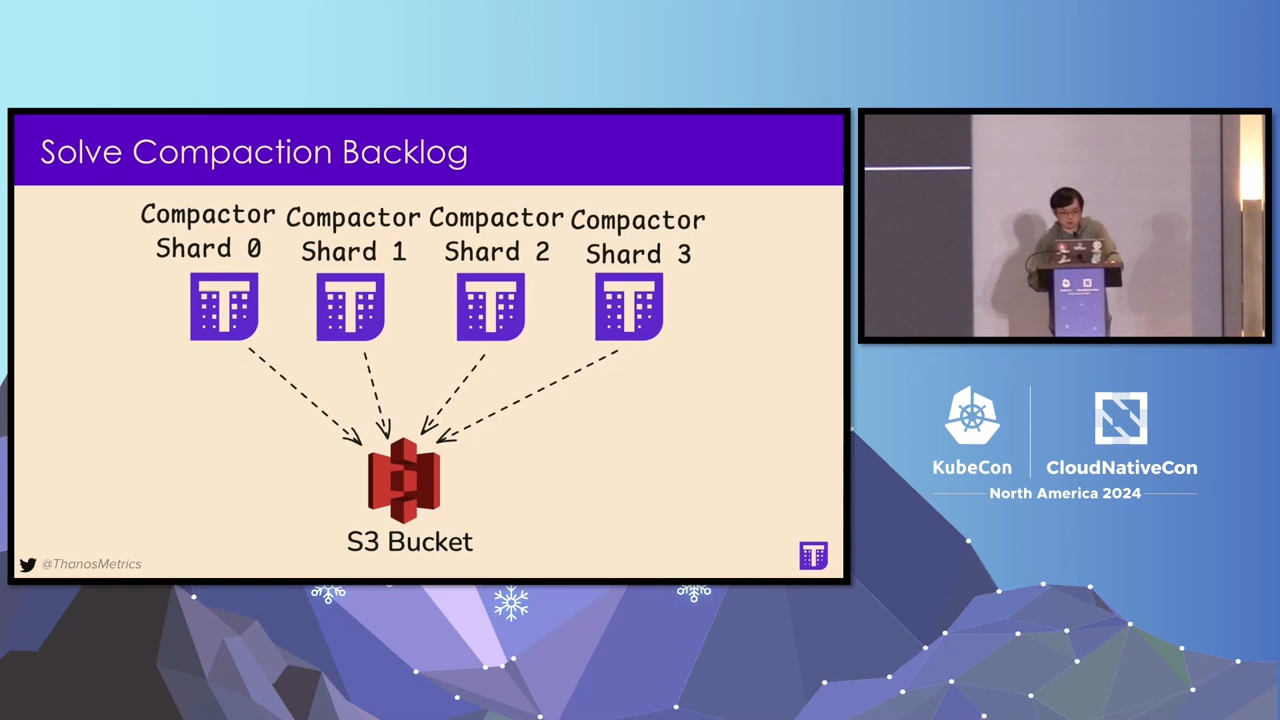 Solve Compaction Backlog
Compactor
Shard 0
Compactor
Shard 1
Compactor
Shard 2
Compactor
Shard 3
S3 Bucket
@ThanosMetrics
KubeCon
CloudNativeCon
North America 2024